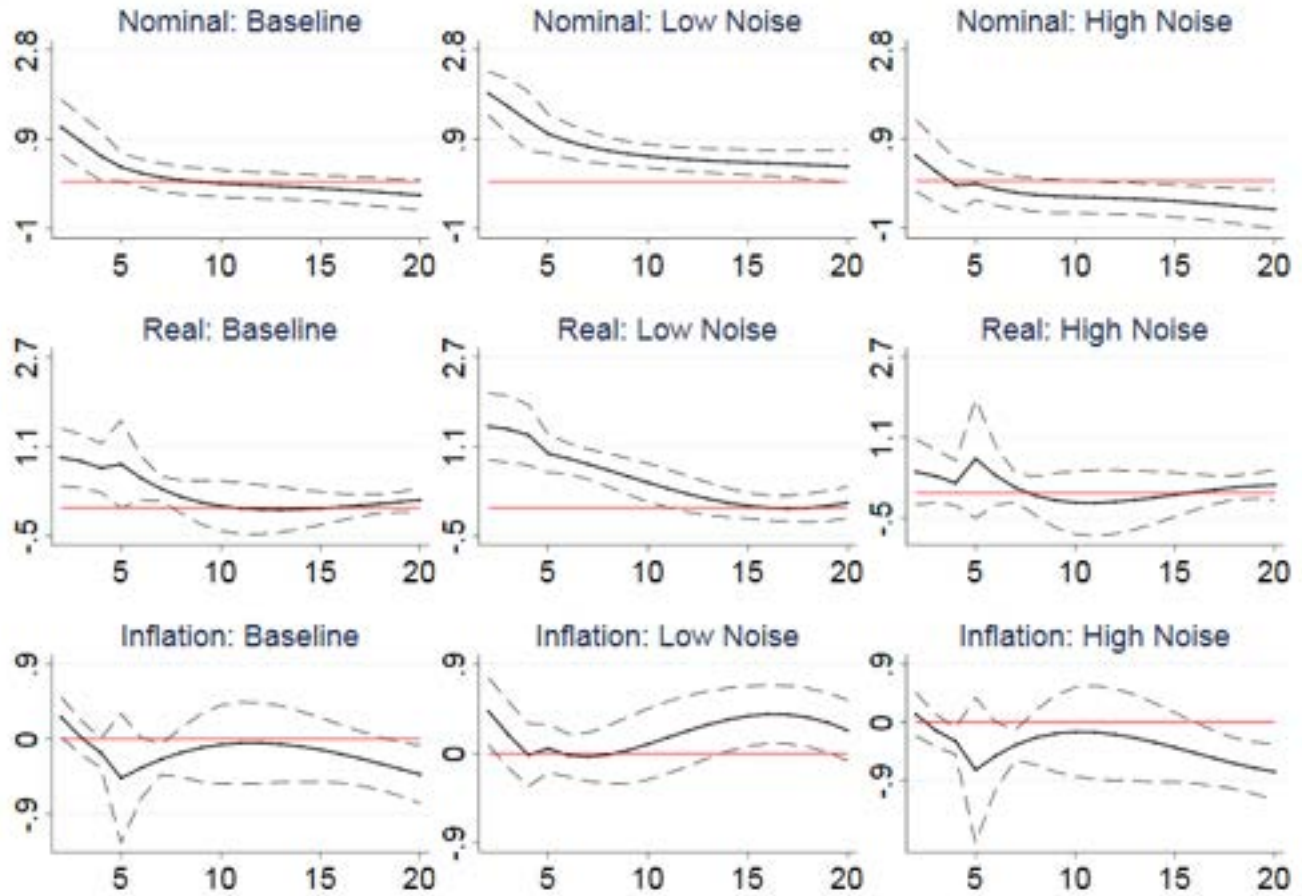 Nominal: Baseline
2.8
.9
-1
5 10 15 20
Nominal: Low Noise
2.8
.9
-1
5 10 15 20
Nominal: High Noise
2.8
.9
-1
5 10 15 20
Real: Baseline
2.7
1.1
-.5
5 10 15 20
Real: Low Noise
2.7
1.1
-.5
5 10 15 20
Real: High Noise
2.7
1.1
-.5
5 10 15 20
Inflation: Baseline
.9
0
-.9
5 10 15 20
Inflation: Low Noise
.9
0
-.9
5 10 15 20
Inflation: High Noise
.9
0
-.9
5 10 15 20